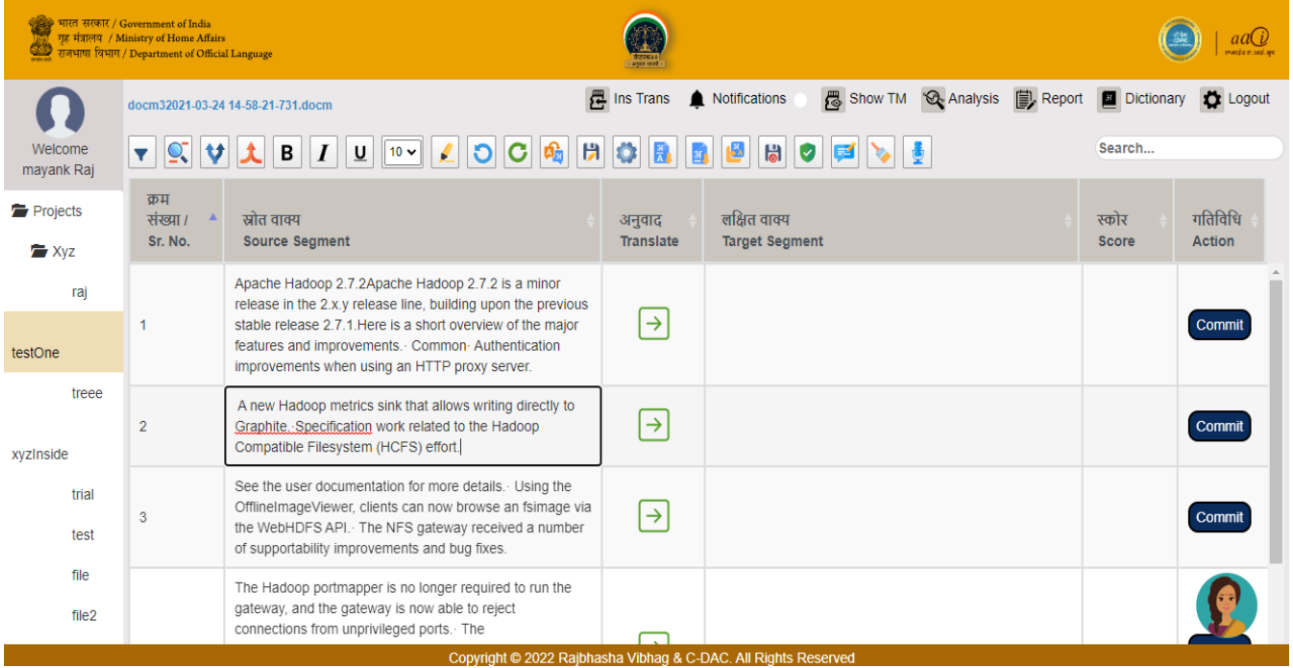 भारत सरकार / Government of India
गृह मंत्रालय / Ministry of Home Affairs
राजभाषा विभाग / Department of Official Language
Welcome
mayank Raj
docm32021-03-24 14-58-21-731.docm
Ins Trans Notifications Show TM Analysis Report Dictionary Logout
B I U 10
Search...
Projects
Xyz
raj
testOne
treee
xyzInside
trial
test
file
file2
क्रम
संख्या /
Sr. No.
स्रोत वाक्य
Source Segment
अनुवाद
Translate
लक्षित वाक्य
Target Segment
स्कोर
Score
गतिविधि
Action
1
Apache Hadoop 2.7.2Apache Hadoop 2.7.2 is a minor
release in the 2.x.y release line, building upon the previous
stable release 2.7.1.Here is a short overview of the major
features and improvements.· Common· Authentication
improvements when using an HTTP proxy server.
Commit
2
A new Hadoop metrics sink that allows writing directly to
Graphite.·Specification work related to the Hadoop
Compatible Filesystem (HCFS) effort.
Commit
3
See the user documentation for more details.· Using the
OfflineImageViewer, clients can now browse an fsimage via
the WebHDFS API.· The NFS gateway received a number
of supportability improvements and bug fixes.
Commit
The Hadoop portmapper is no longer required to run the
gateway, and the gateway is now able to reject
connections from unprivileged ports.· The
Copyright © 2022 Rajbhasha Vibhag & C-DAC. All Rights Reserved